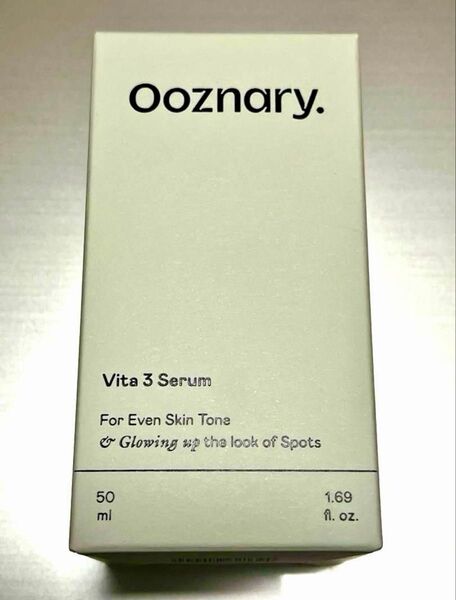 Ooznary.
Vita 3 Serum
For Even Skin Tone
& Glowing up the look of Spots
50 1.69
ml fl. oz.